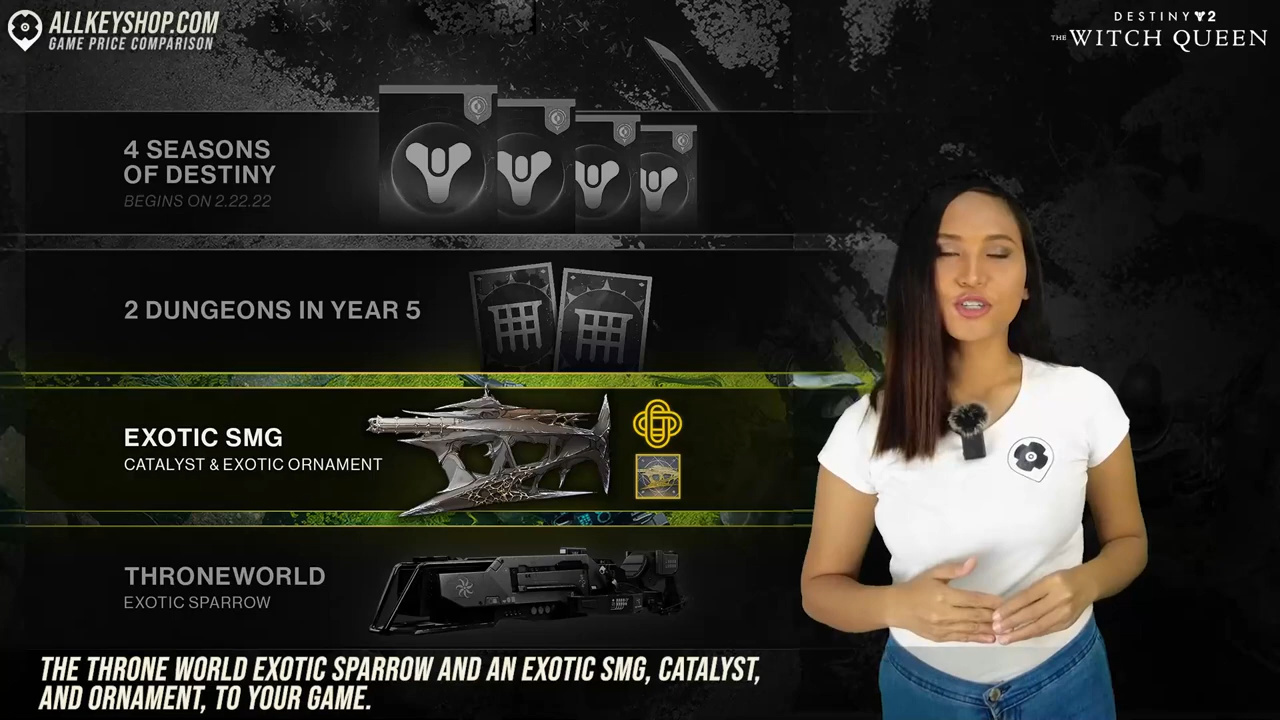 ALLKEYSHOP.COM
GAME PRICE COMPARISON
DESTINY 2
THE WITCH QUEEN
4 SEASONS
OF DESTINY
BEGINS ON 2.22.22
2 DUNGEONS IN YEAR 5
EXOTIC SMG
CATALYST & EXOTIC ORNAMENT
THRONEWORLD
EXOTIC SPARROW
THE THRONE WORLD EXOTIC SPARROW AND AN EXOTIC SMG, CATALYST,
AND ORNAMENT, TO YOUR GAME.